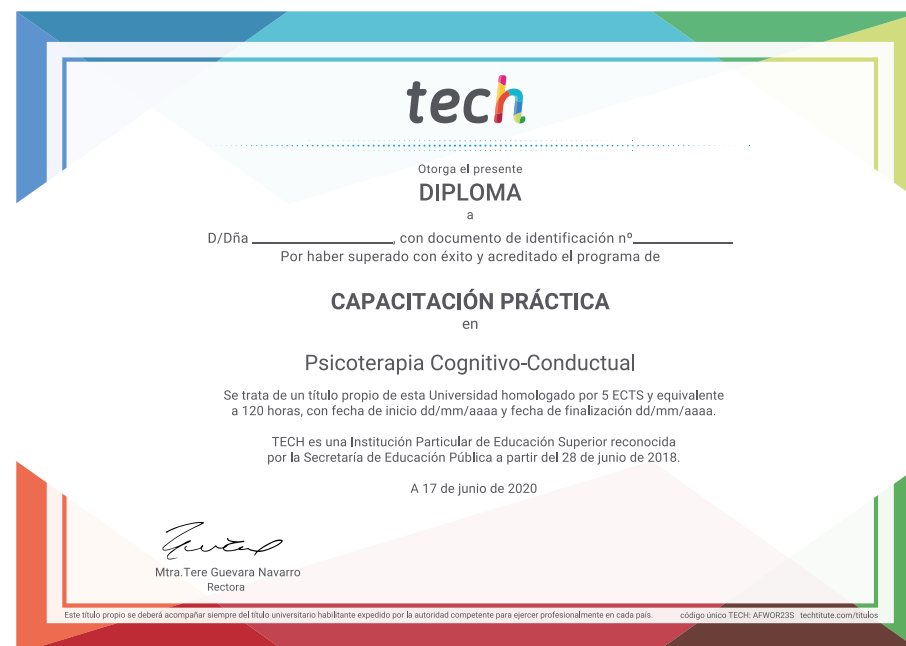 tech
Otorga el presente
DIPLOMA
a
D/Dña ____________________, con documento de identificación nº______________
Por haber superado con éxito y acreditado el programa de
CAPACITACIÓN PRÁCTICA
en
Psicoterapia Cognitivo-Conductual
Se trata de un título propio de esta Universidad homologado por 5 ECTS y equivalente
a 120 horas, con fecha de inicio dd/mm/aaaa y fecha de finalización dd/mm/aaaa.
TECH es una Institución Particular de Educación Superior reconocida
por la Secretaría de Educación Pública a partir del 28 de junio de 2018.
A 17 de junio de 2020
Mtra.Tere Guevara Navarro
Rectora
Este título propio se deberá acompañar siempre del título universitario habilitante expedido por la autoridad competente para ejercer profesionalmente en cada país. código único TECH: AFWOR23S techtitute.com/titulos